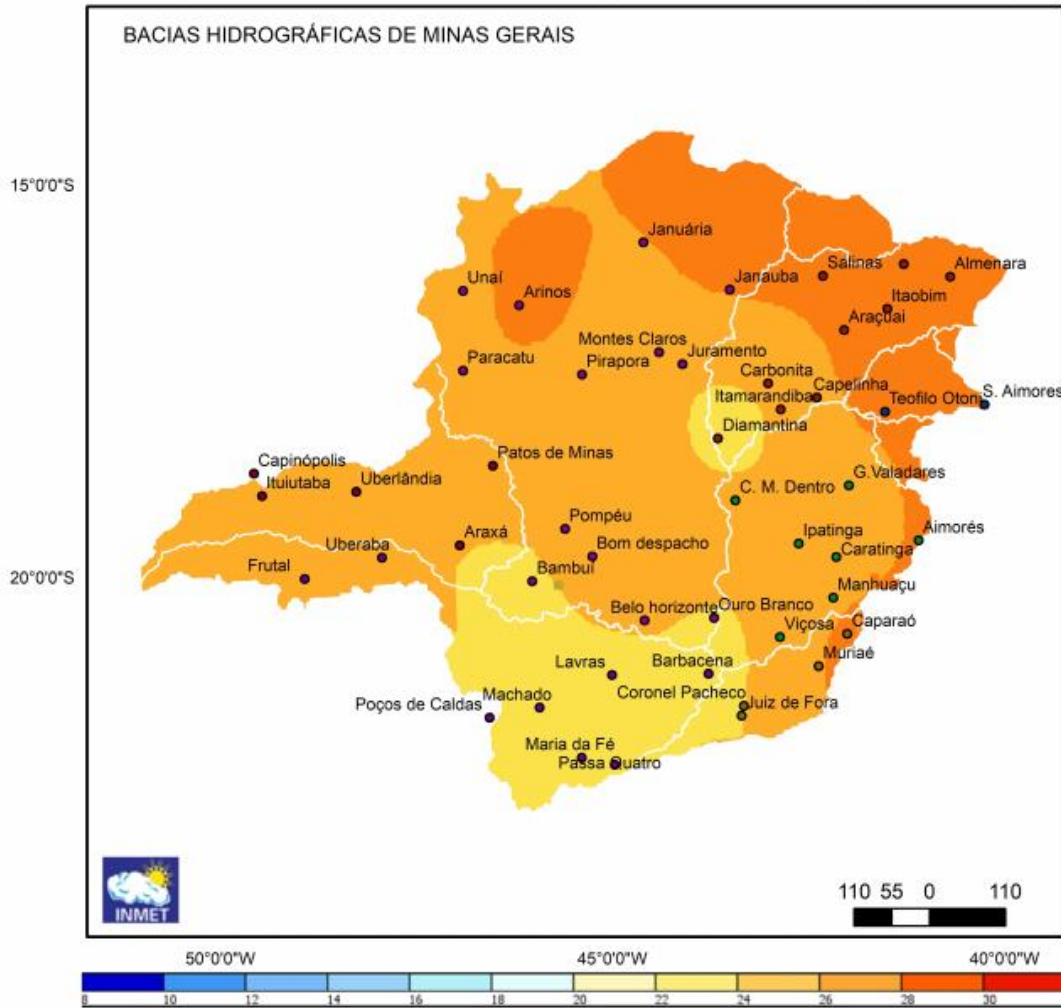 BACIAS HIDROGRÁFICAS DE MINAS GERAIS
15°0'0"S
Januária
Unaí
Arinos
Janauba
Salinas
Almenara
Itaobim
Araçuai
Montes Claros
Paracatu
Pirapora
Juramento
Carbonita
Capelinha
Itamarandiba
Teofilo Otoni
S. Aimores
Diamantina
Patos de Minas
Capinópolis
Ituiutaba
Uberlândia
C. M. Dentro
G.Valadares
Pompéu
Araxá
Ipatinga
Aimorés
Uberaba
Bom despacho
Caratinga
20°0'0"S
Frutal
Bambuí
Manhuaçu
Belo horizonte
Ouro Branco
Viçosa
Caparaó
Muriaé
Lavras
Barbacena
Machado
Coronel Pacheco
Poços de Caldas
Juiz de Fora
Maria da Fé
Passa Quatro
INMET
110 55 0 110
50°0'0"W 45°0'0"W 40°0'0"W
8 10 12 14 16 18 20 22 24 26 28 30